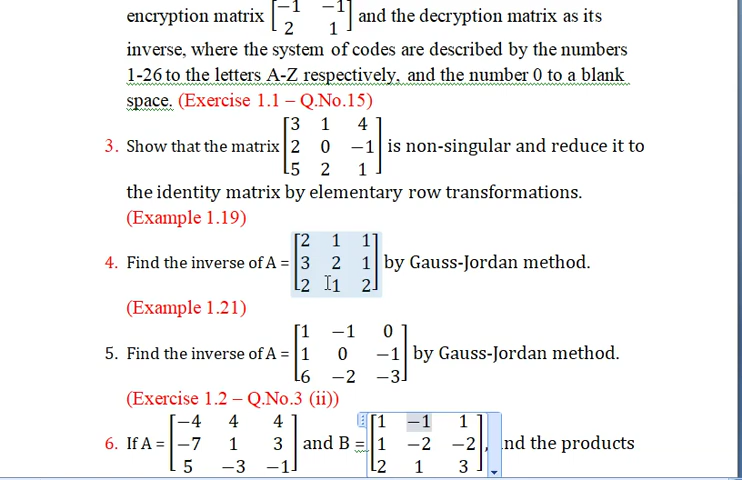 encryption matrix [−1 −1
2 1] and the decryption matrix as its
inverse, where the system of codes are described by the numbers
1-26 to the letters A-Z respectively, and the number 0 to a blank
space. (Exercise 1.1 – Q.No.15)
3. Show that the matrix [3 1 4
2 0 −1
5 2 1] is non-singular and reduce it to
the identity matrix by elementary row transformations.
(Example 1.19)
4. Find the inverse of A = [2 1 1
3 2 1
2 1 2] by Gauss-Jordan method.
(Example 1.21)
5. Find the inverse of A = [1 −1 0
1 0 −1
6 −2 −3] by Gauss-Jordan method.
(Exercise 1.2 – Q.No.3 (ii))
6. If A = [−4 4 4
−7 1 3
5 −3 −1] and B = [1 −1 1
1 −2 −2
2 1 3], nd the products